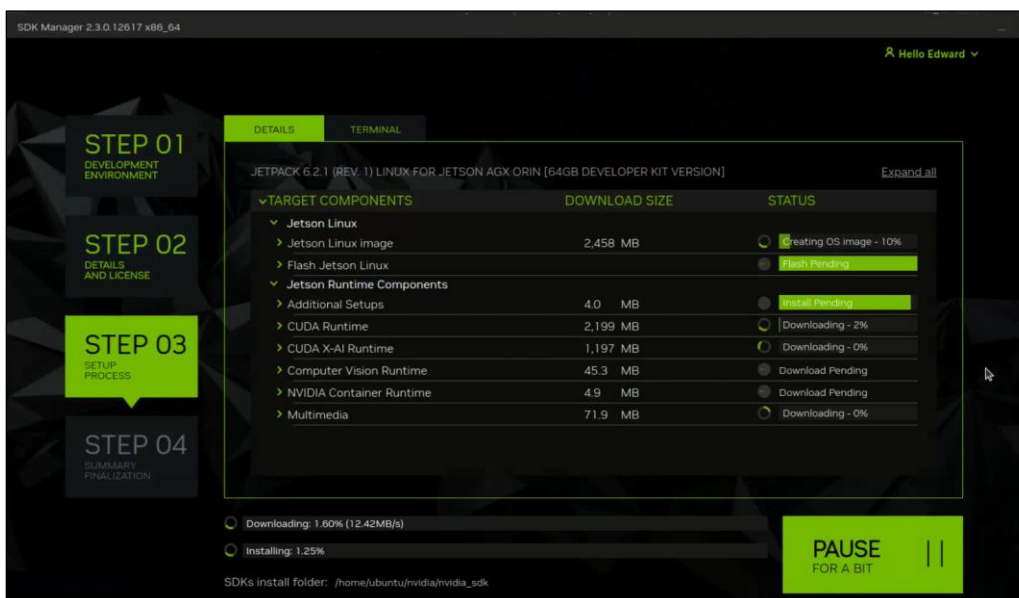 SDK Manager 2.3.0.12617 x86_64
Hello Edward
STEP 01
DEVELOPMENT
ENVIRONMENT
STEP 02
DETAILS
AND LICENSE
STEP 03
SETUP
PROCESS
STEP 04
SUMMARY
FINALIZATION
DETAILS TERMINAL
JETPACK 6.2.1 (REV. 1) LINUX FOR JETSON AGX ORIN [64GB DEVELOPER KIT VERSION] Expand all
TARGET COMPONENTS DOWNLOAD SIZE STATUS
Jetson Linux
Jetson Linux image 2,458 MB Creating OS image - 10%
Flash Jetson Linux Flash Pending
Jetson Runtime Components
Additional Setups 4.0 MB Install Pending
CUDA Runtime 2,199 MB Downloading - 2%
CUDA X-AI Runtime 1,197 MB Downloading - 0%
Computer Vision Runtime 45.3 MB Download Pending
NVIDIA Container Runtime 4.9 MB Download Pending
Multimedia 71.9 MB Downloading - 0%
Downloading: 1.60% (12.42MB/s)
Installing: 1.25%
SDKs install folder: /home/ubuntu/nvidia/nvidia_sdk
PAUSE
FOR A BIT